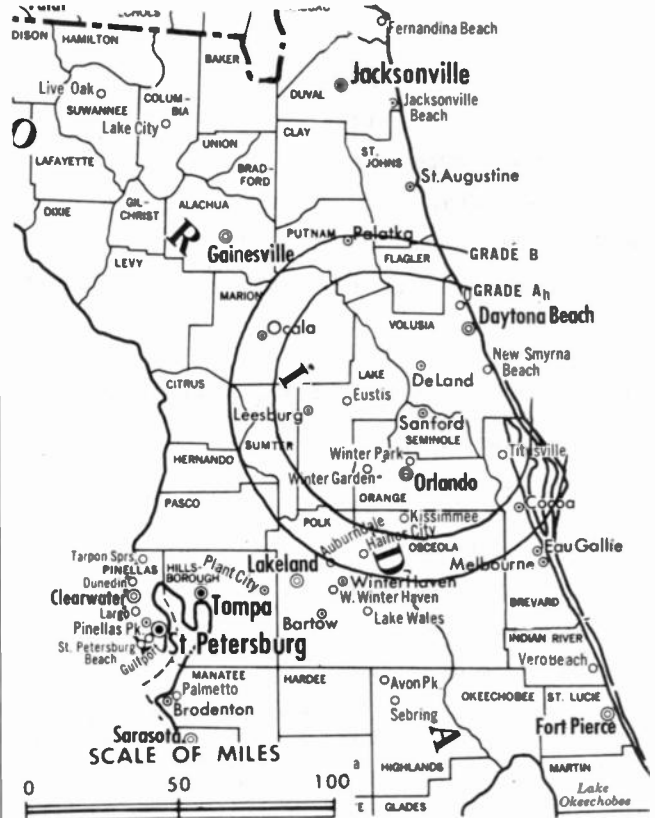 Fernandina Beach
DISON
HAMILTON
BAKER
Jacksonville
DUVAL
Live Oak
SUWANNEE
COLUM-
BIA
Lake City
Jacksonville
Beach
O
UNION
CLAY
LAFAYETTE
BRAD-
FORD
ST.
JOHNS
St. Augustine
DIXIE
GIL-
CHRIST
ALACHUA
R
Gainesville
PUTNAM
Palatka
GRADE B
LEVY
FLAGLER
MARION
GRADE Ah
Daytona Beach
Ocala
VOLUSIA
New Smyrna
Beach
I
LAKE
DeLand
CITRUS
Eustis
Leesburg
Sanford
SEMINOLE
SUMTER
HERNANDO
Winter Park
Titusville
Winter Garden
Orlando
PASCO
ORANGE
POLK
Kissimmee
Cocoa
Auburndale
Haines City
OSCEOLA
D
Eau Gallie
Melbourne
Tarpon Sprs.
PINELLAS
HILLS-
BOROUGH
Plant City
Lakeland
Dunedin
Clearwater
Tompa
Winter Haven
W. Winter Haven
BREVARD
Largo
Bartow
Lake Wales
Pinellas Pk
St. Petersburg
St. Petersburg
Beach
Gulfport
INDIAN RIVER
Vero Beach
MANATEE
HARDEE
Palmetto
Brodenton
Avon Pk
Sebring
OKEECHOBEE
ST. LUCIE
Fort Pierce
Sarasota
A
SCALE OF MILES
HIGHLANDS
MARTIN
a
0 50 100
E
GLADES
Lake
Okeechobee